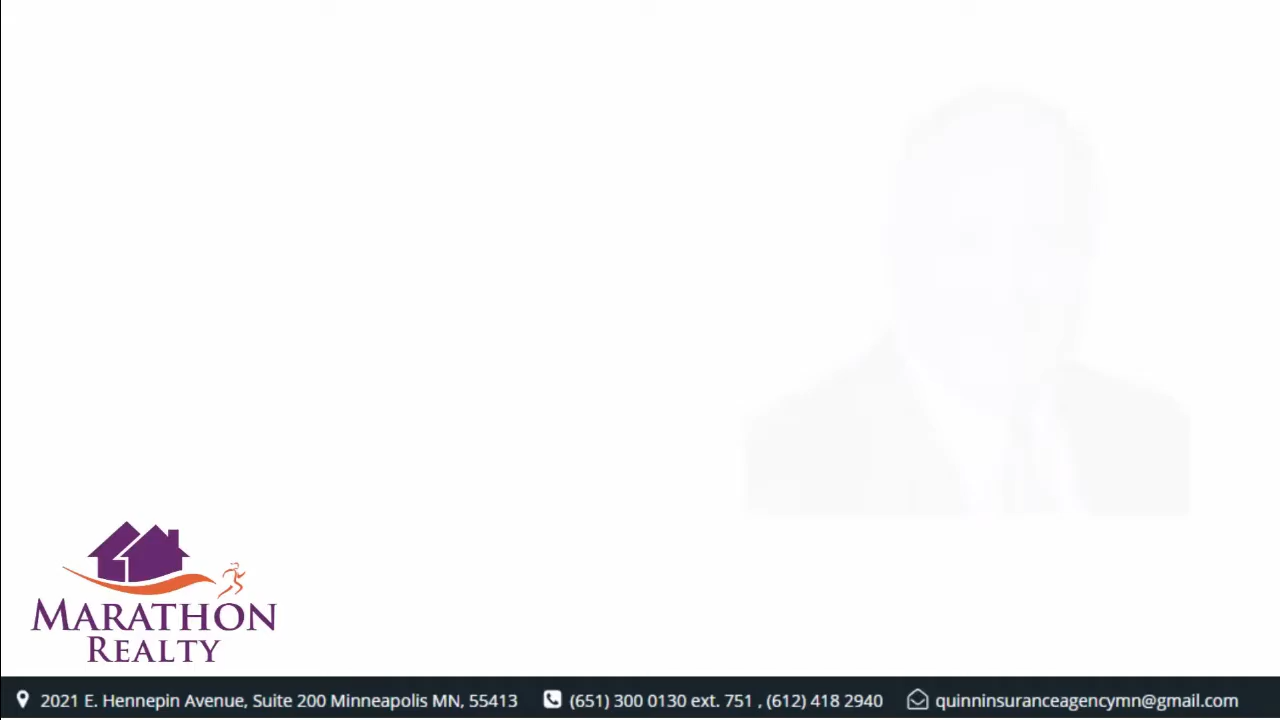 MARATHON
REALTY
2021 E. Hennepin Avenue, Suite 200 Minneapolis MN, 55413 (651) 300 0130 ext. 751 , (612) 418 2940 quinninsuranceagencymn@gmail.com